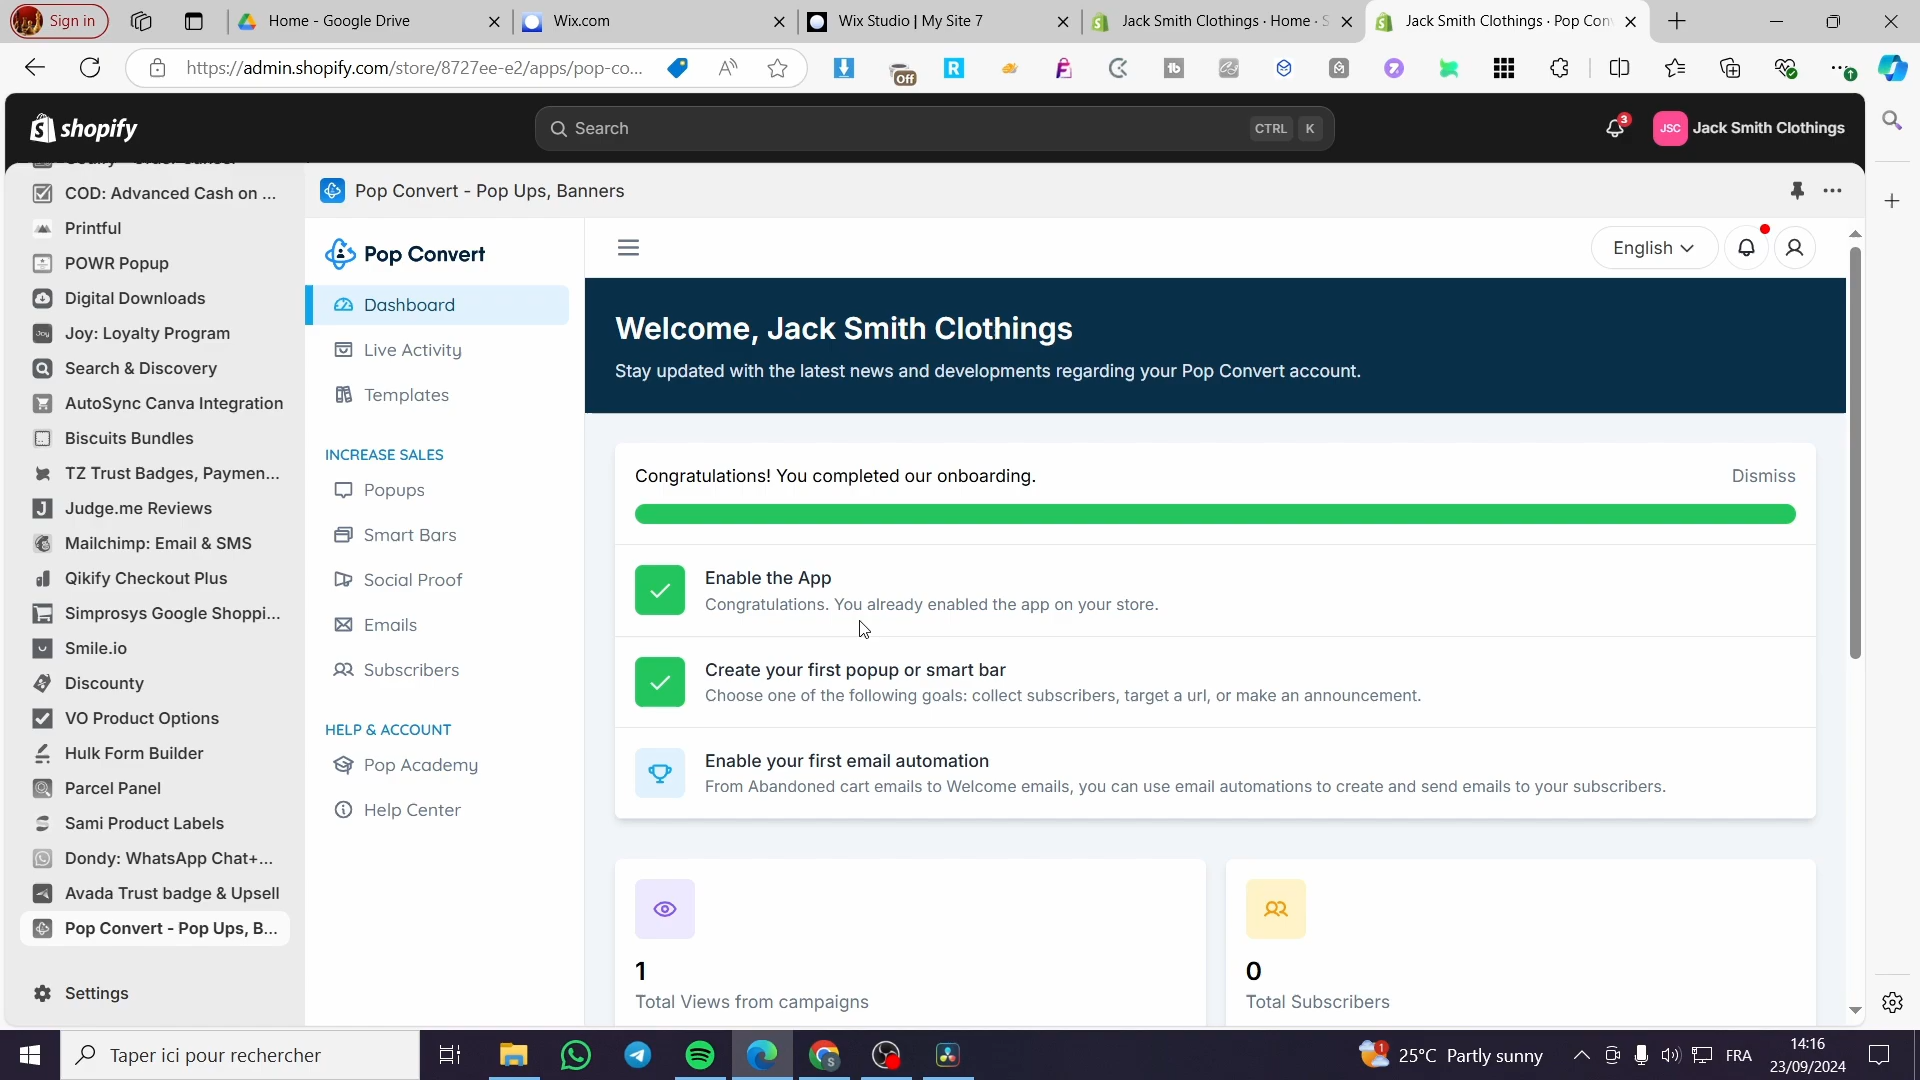 Sign in
Home - Google Drive
Wix.com
Wix Studio | My Site 7
Jack Smith Clothings · Home · S
Jack Smith Clothings · Pop Con
https://admin.shopify.com/store/8727ee-e2/apps/pop-co...
Off
shopify
Search
CTRL K
3
JSC
Jack Smith Clothings
COD: Advanced Cash on ...
Printful
POWR Popup
Digital Downloads
Joy: Loyalty Program
Search & Discovery
AutoSync Canva Integration
Biscuits Bundles
TZ Trust Badges, Paymen...
Judge.me Reviews
Mailchimp: Email & SMS
Qikify Checkout Plus
Simprosys Google Shoppi...
Smile.io
Discounty
VO Product Options
Hulk Form Builder
Parcel Panel
Sami Product Labels
Dondy: WhatsApp Chat+...
Avada Trust badge & Upsell
Pop Convert - Pop Ups, B...
Settings
Pop Convert - Pop Ups, Banners
Pop Convert
Dashboard
Live Activity
Templates
INCREASE SALES
Popups
Smart Bars
Social Proof
Emails
Subscribers
HELP & ACCOUNT
Pop Academy
Help Center
English
Welcome, Jack Smith Clothings
Stay updated with the latest news and developments regarding your Pop Convert account.
Congratulations! You completed our onboarding.
Dismiss
Enable the App
Congratulations. You already enabled the app on your store.
Create your first popup or smart bar
Choose one of the following goals: collect subscribers, target a url, or make an announcement.
Enable your first email automation
From Abandoned cart emails to Welcome emails, you can use email automations to create and send emails to your subscribers.
1
Total Views from campaigns
0
Total Subscribers
Taper ici pour rechercher
1
25°C Partly sunny
FRA
14:16
23/09/2024